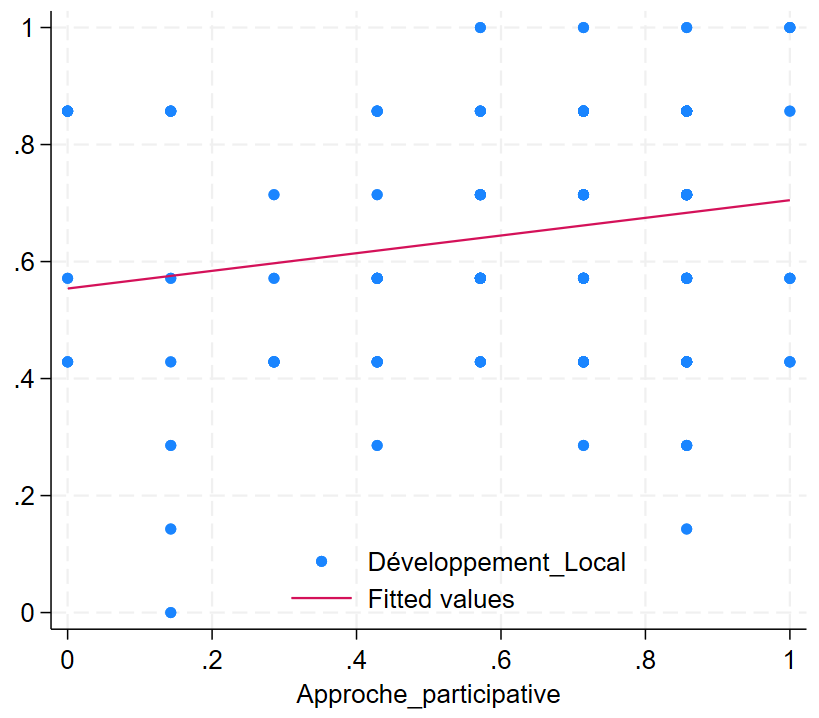 1
.8
.6
.4
.2
0
Développement_Local
Fitted values
0 .2 .4 .6 .8 1
Approche_participative